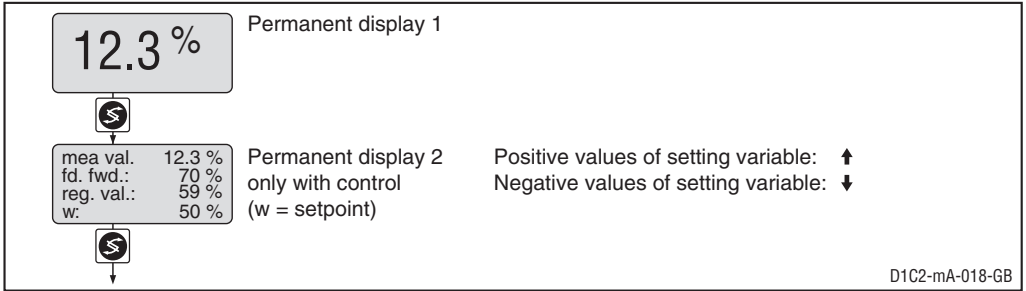 12.3 %
Permanent display 1
mea val. 12.3 %
fd. fwd.: 70 %
reg. val.: 59 %
w: 50 %
Permanent display 2
only with control
(w = setpoint)
Positive values of setting variable: ⬆
Negative values of setting variable: ⬇
D1C2-mA-018-GB